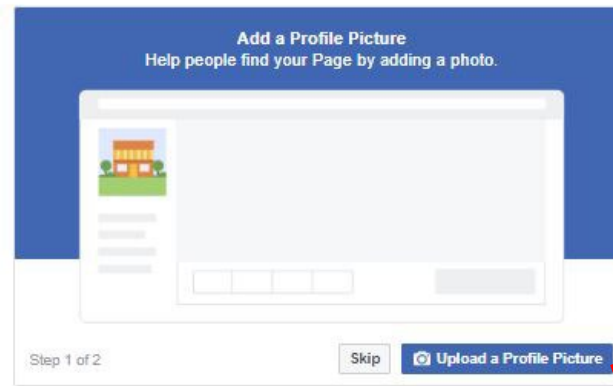 Add a Profile Picture
Help people find your Page by adding a photo.
Step 1 of 2
Skip
Upload a Profile Picture